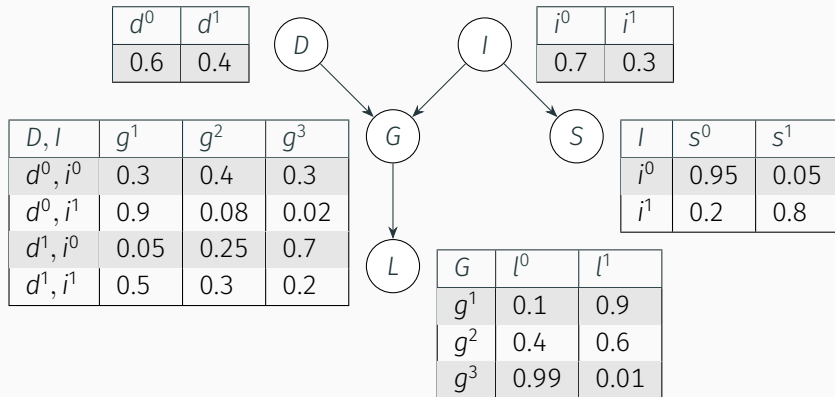 d⁰ d¹
0.6 0.4
D
I
i⁰ i¹
0.7 0.3
D, I g¹ g² g³
d⁰, i⁰ 0.3 0.4 0.3
d⁰, i¹ 0.9 0.08 0.02
d¹, i⁰ 0.05 0.25 0.7
d¹, i¹ 0.5 0.3 0.2
G
S
I s⁰ s¹
i⁰ 0.95 0.05
i¹ 0.2 0.8
L
G l⁰ l¹
g¹ 0.1 0.9
g² 0.4 0.6
g³ 0.99 0.01